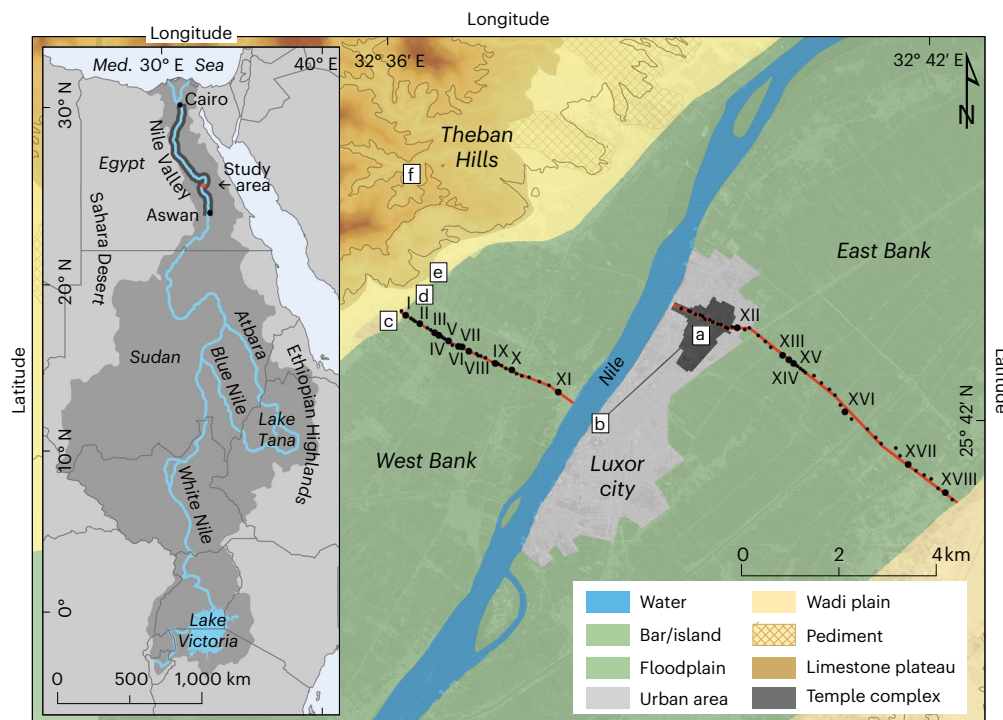 Longitude
Longitude
Med. 30° E Sea 40° E
32° 36′ E
32° 42′ E
N
30° N
Cairo
Nile Valley
Egypt
Study
area
Aswan
Sahara Desert
20° N
Sudan
Atbara
Blue Nile
Ethiopian Highlands
Lake
Tana
10° N
White Nile
0°
Lake
Victoria
0 500 1,000 km
Latitude
Theban
Hills
f
e
d
c
I
II
III
IV
V
VI
VII
VIII
IX
X
XI
West Bank
Nile
b
a
Luxor
city
East Bank
XII
XIII
XIV
XV
XVI
XVII
XVIII
25° 42′ N
Latitude
0 2 4 km
Water
Bar/island
Floodplain
Urban area
Wadi plain
Pediment
Limestone plateau
Temple complex